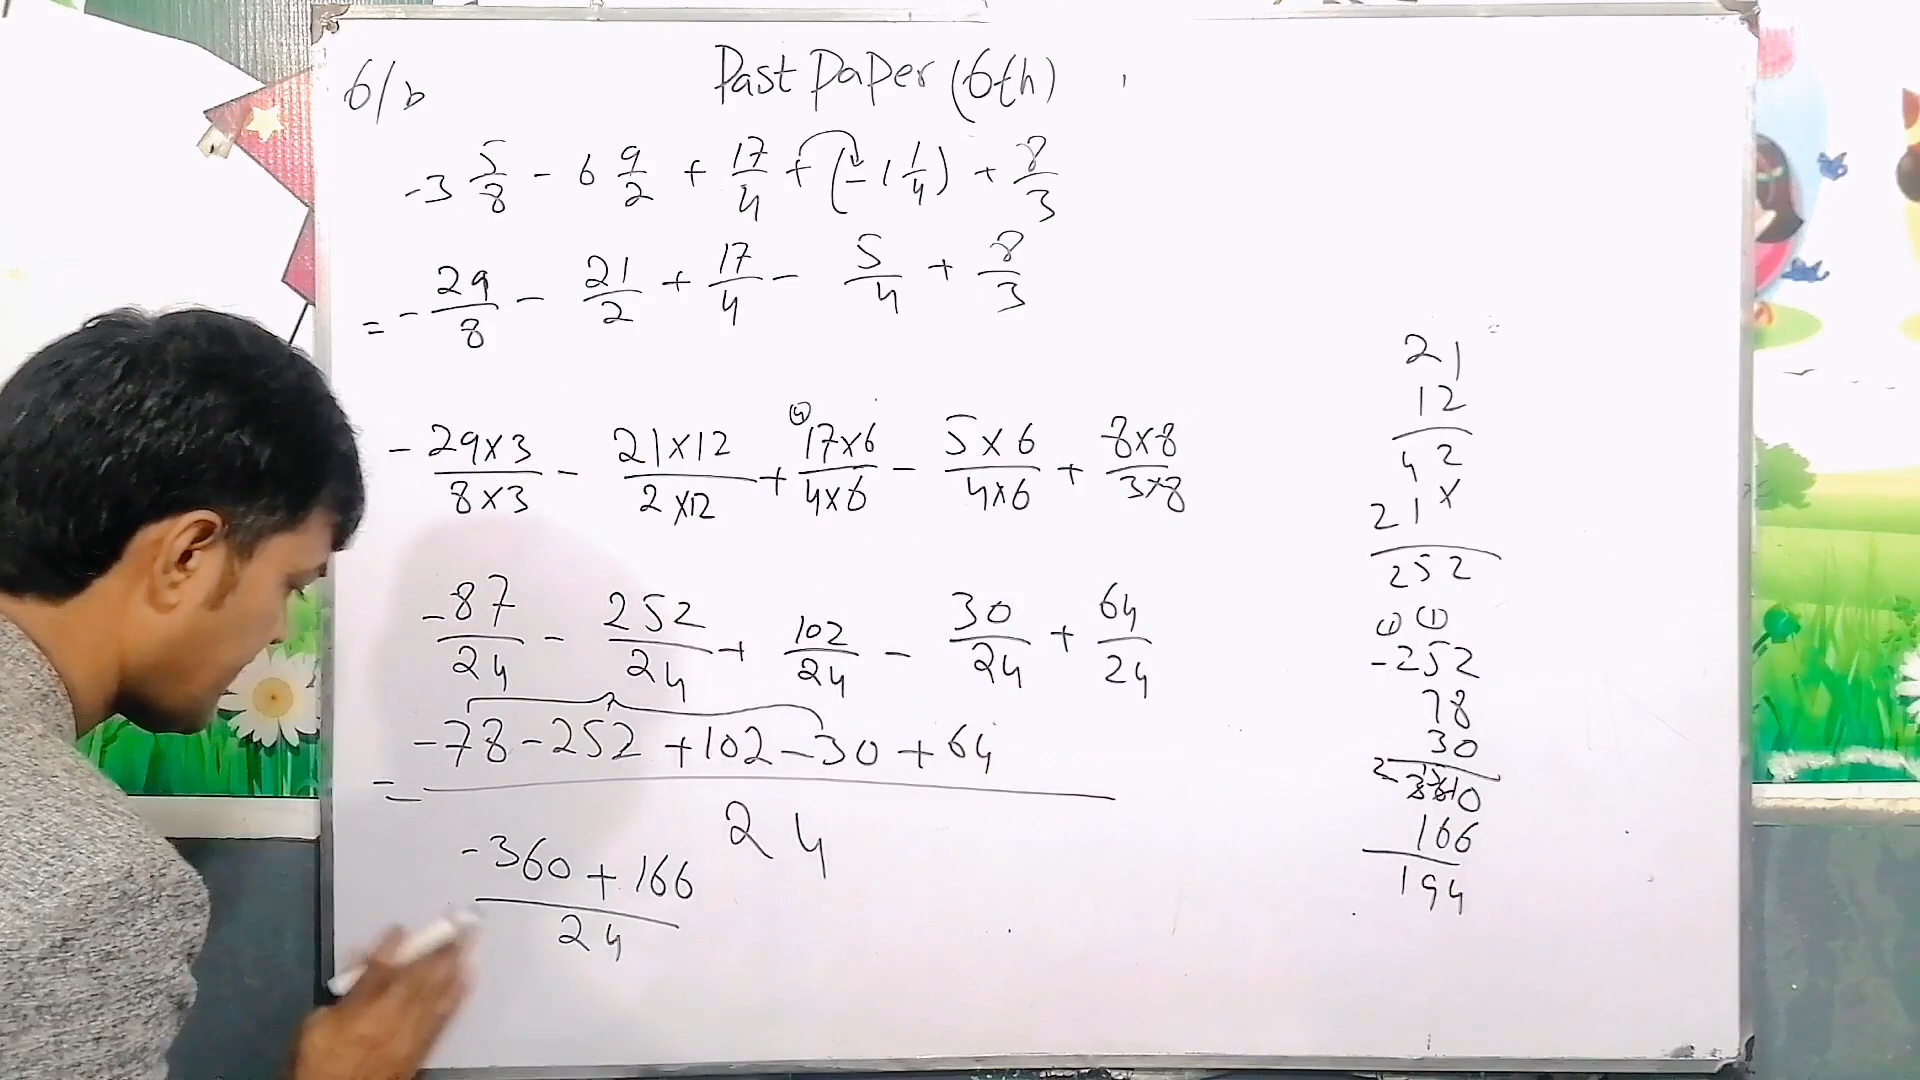 6/b Past Paper (6th)
-3 5/8 - 6 9/2 + 17/4 + (-1 1/4) + 8/3
= - 29/8 - 21/2 + 17/4 - 5/4 + 8/3
- 29×3/8×3 - 21×12/2×12 + 17×6/4×6 - 5×6/4×6 + 8×8/3×8
-87/24 - 252/24 + 102/24 - 30/24 + 64/24
= -78-252+102-30+64/24
-360+166/24
21
12
42
21×
252
① ①
-252
78
30
166
194